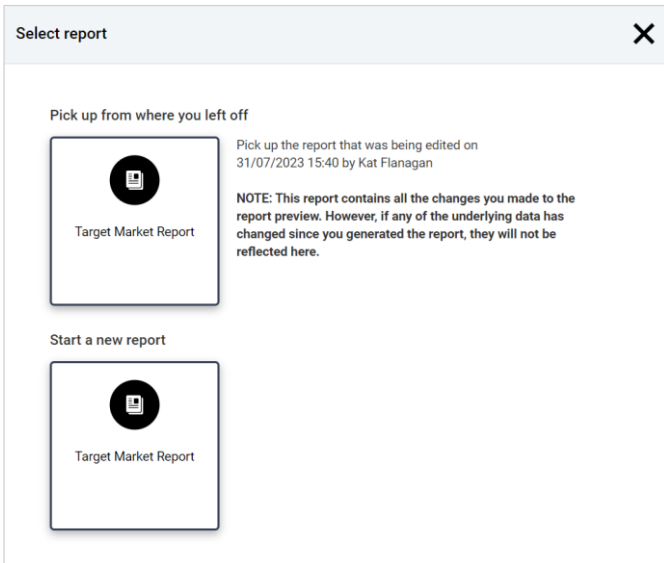 Select report
Pick up from where you left off
Target Market Report
Pick up the report that was being edited on
31/07/2023 15:40 by Kat Flanagan
NOTE: This report contains all the changes you made to the
report preview. However, if any of the underlying data has
changed since you generated the report, they will not be
reflected here.
Start a new report
Target Market Report